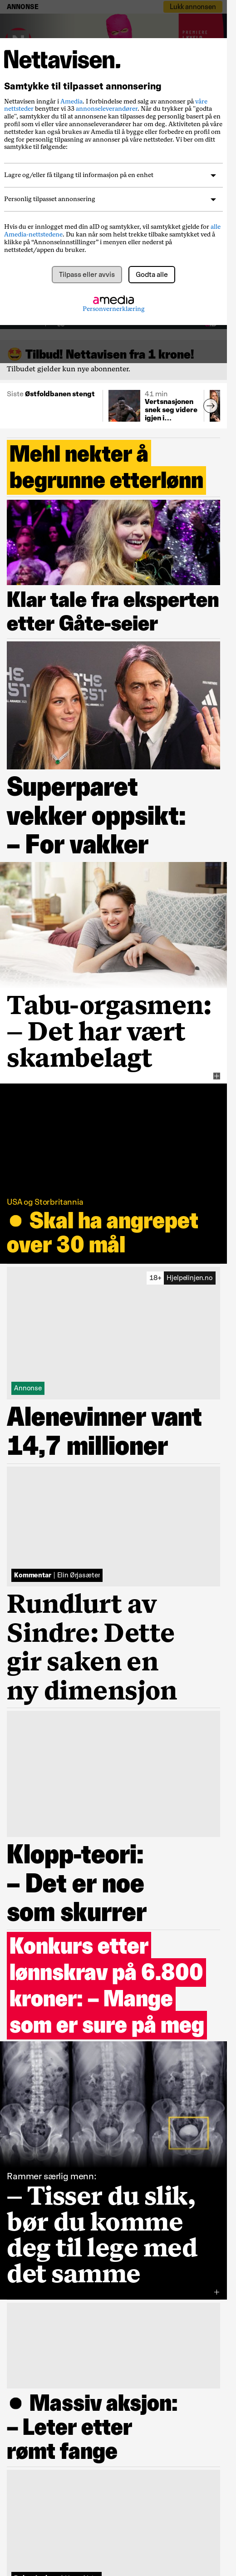 ANNONSE
Lukk annonsen
Nettavisen.
Samtykke til tilpasset annonsering
Nettavisen inngår i Amedia. I forbindelse med salg av annonser på våre
nettsteder benytter vi 33 annonseleverandører. Når du trykker på "godta
alle", samtykker du til at annonsene kan tilpasses deg personlig basert på en
profil som vi eller våre annonsekunder har laget om deg. Aktiviteten din på våre
nettsteder kan også brukes av Amedia til å bygge eller forbedre en profil om
deg for personlig tilpasning av annonser på våre nettsteder. Vi ber om ditt
samtykke til følgende:
Lagre og/eller få tilgang til informasjon på en enhet
Personlig tilpasset annonsering
Hvis du er innlogget med din aID og samtykker, vil samtykket gjelde for alle
Amedia-nettstedene. Du kan når som helst trekke tilbake samtykket ved å
klikke på “Annonseinnstillinger” i menyen eller nederst på
nettstedet/appen du bruker.
Tilpass eller avvis
Godta alle
amedia
Personvernerklæring
🤩 Tilbud! Nettavisen fra 1 krone!
Tilbudet gjelder kun nye abonnenter.
Siste Østfoldbanen stengt
41 min
Vertsnasjonen
snek seg videre
igjen i...
Mehl nekter å
begrunne etterlønn
Klar tale fra eksperten
etter Gåte-seier
Superparet
vekker oppsikt:
– For vakker
Tabu-orgasmen:
– Det har vært
skambelagt
USA og Storbritannia
● Skal ha angrepet
over 30 mål
18+ Hjelpelinjen.no
Annonse
Alenevinner vant
14,7 millioner
Kommentar | Elin Ørjasæter
Rundlurt av
Sindre: Dette
gir saken en
ny dimensjon
Klopp-teori:
– Det er noe
som skurrer
Konkurs etter
lønnskrav på 6.800
kroner: – Mange
som er sure på meg
Rammer særlig menn:
– Tisser du slik,
bør du komme
deg til lege med
det samme
● Massiv aksjon:
– Leter etter
rømt fange